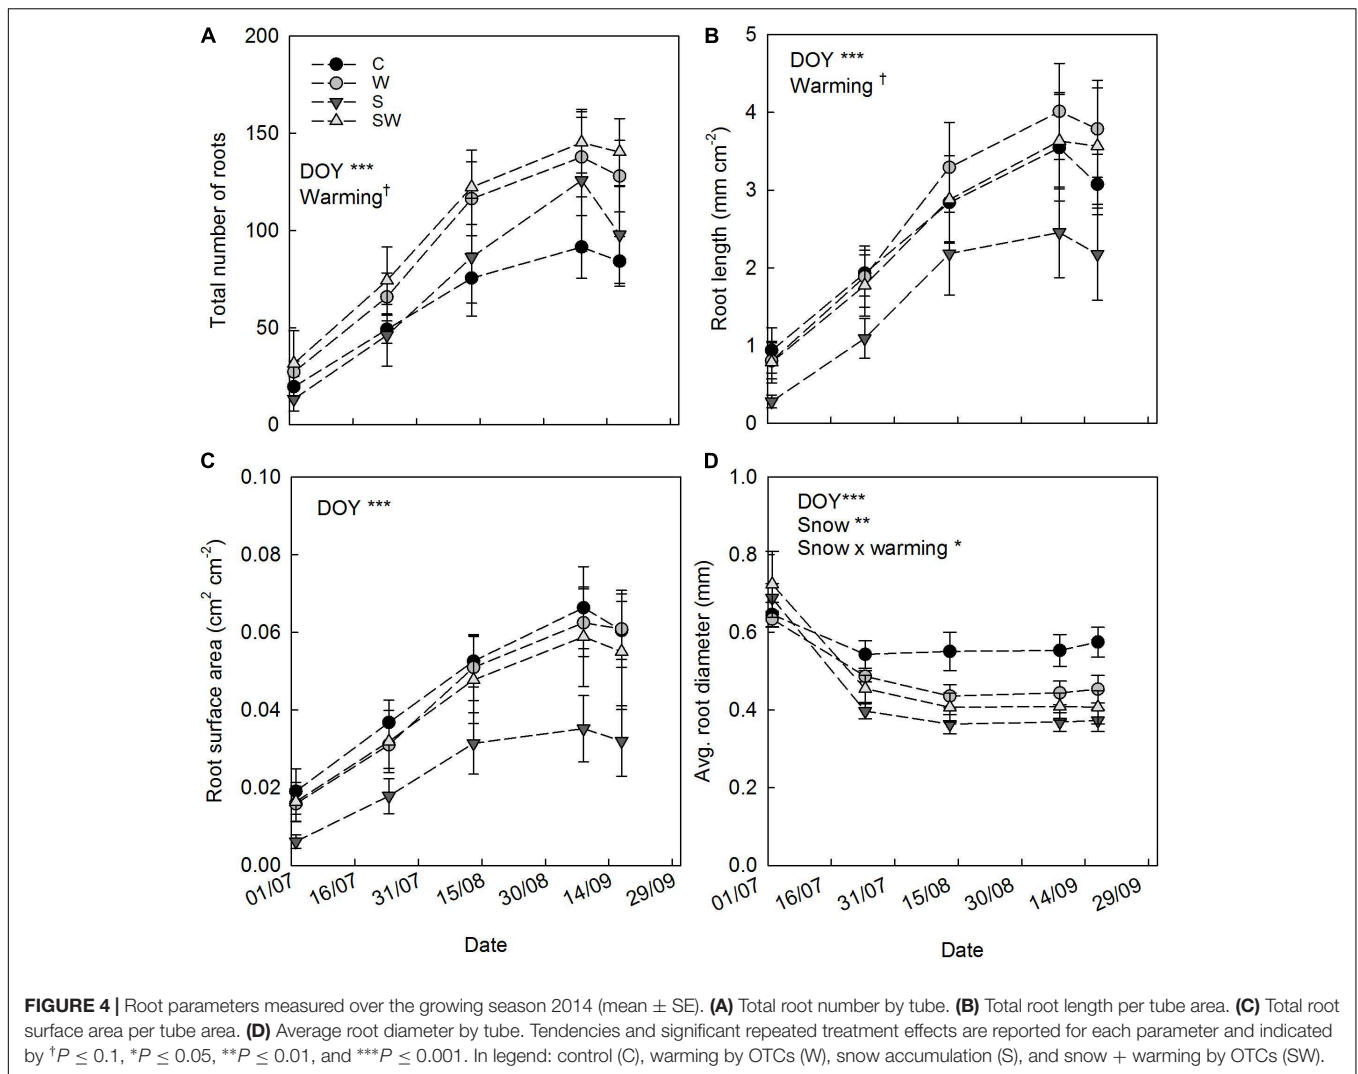 A
200
150
100
50
0
Total number of roots
C
W
S
SW
DOY ***
Warming†
B
5
4
3
2
1
0
Root length (mm cm-2)
DOY ***
Warming †
C
0.10
0.08
0.06
0.04
0.02
0.00
Root surface area (cm2 cm-2)
DOY ***
01/07
16/07
31/07
15/08
30/08
14/09
29/09
Date
D
1.0
0.8
0.6
0.4
0.2
0.0
Avg. root diameter (mm)
DOY***
Snow **
Snow x warming *
01/07
16/07
31/07
15/08
30/08
14/09
29/09
Date
FIGURE 4 | Root parameters measured over the growing season 2014 (mean ± SE). (A) Total root number by tube. (B) Total root length per tube area. (C) Total root
surface area per tube area. (D) Average root diameter by tube. Tendencies and significant repeated treatment effects are reported for each parameter and indicated
by †P ≤ 0.1, *P ≤ 0.05, **P ≤ 0.01, and ***P ≤ 0.001. In legend: control (C), warming by OTCs (W), snow accumulation (S), and snow + warming by OTCs (SW).